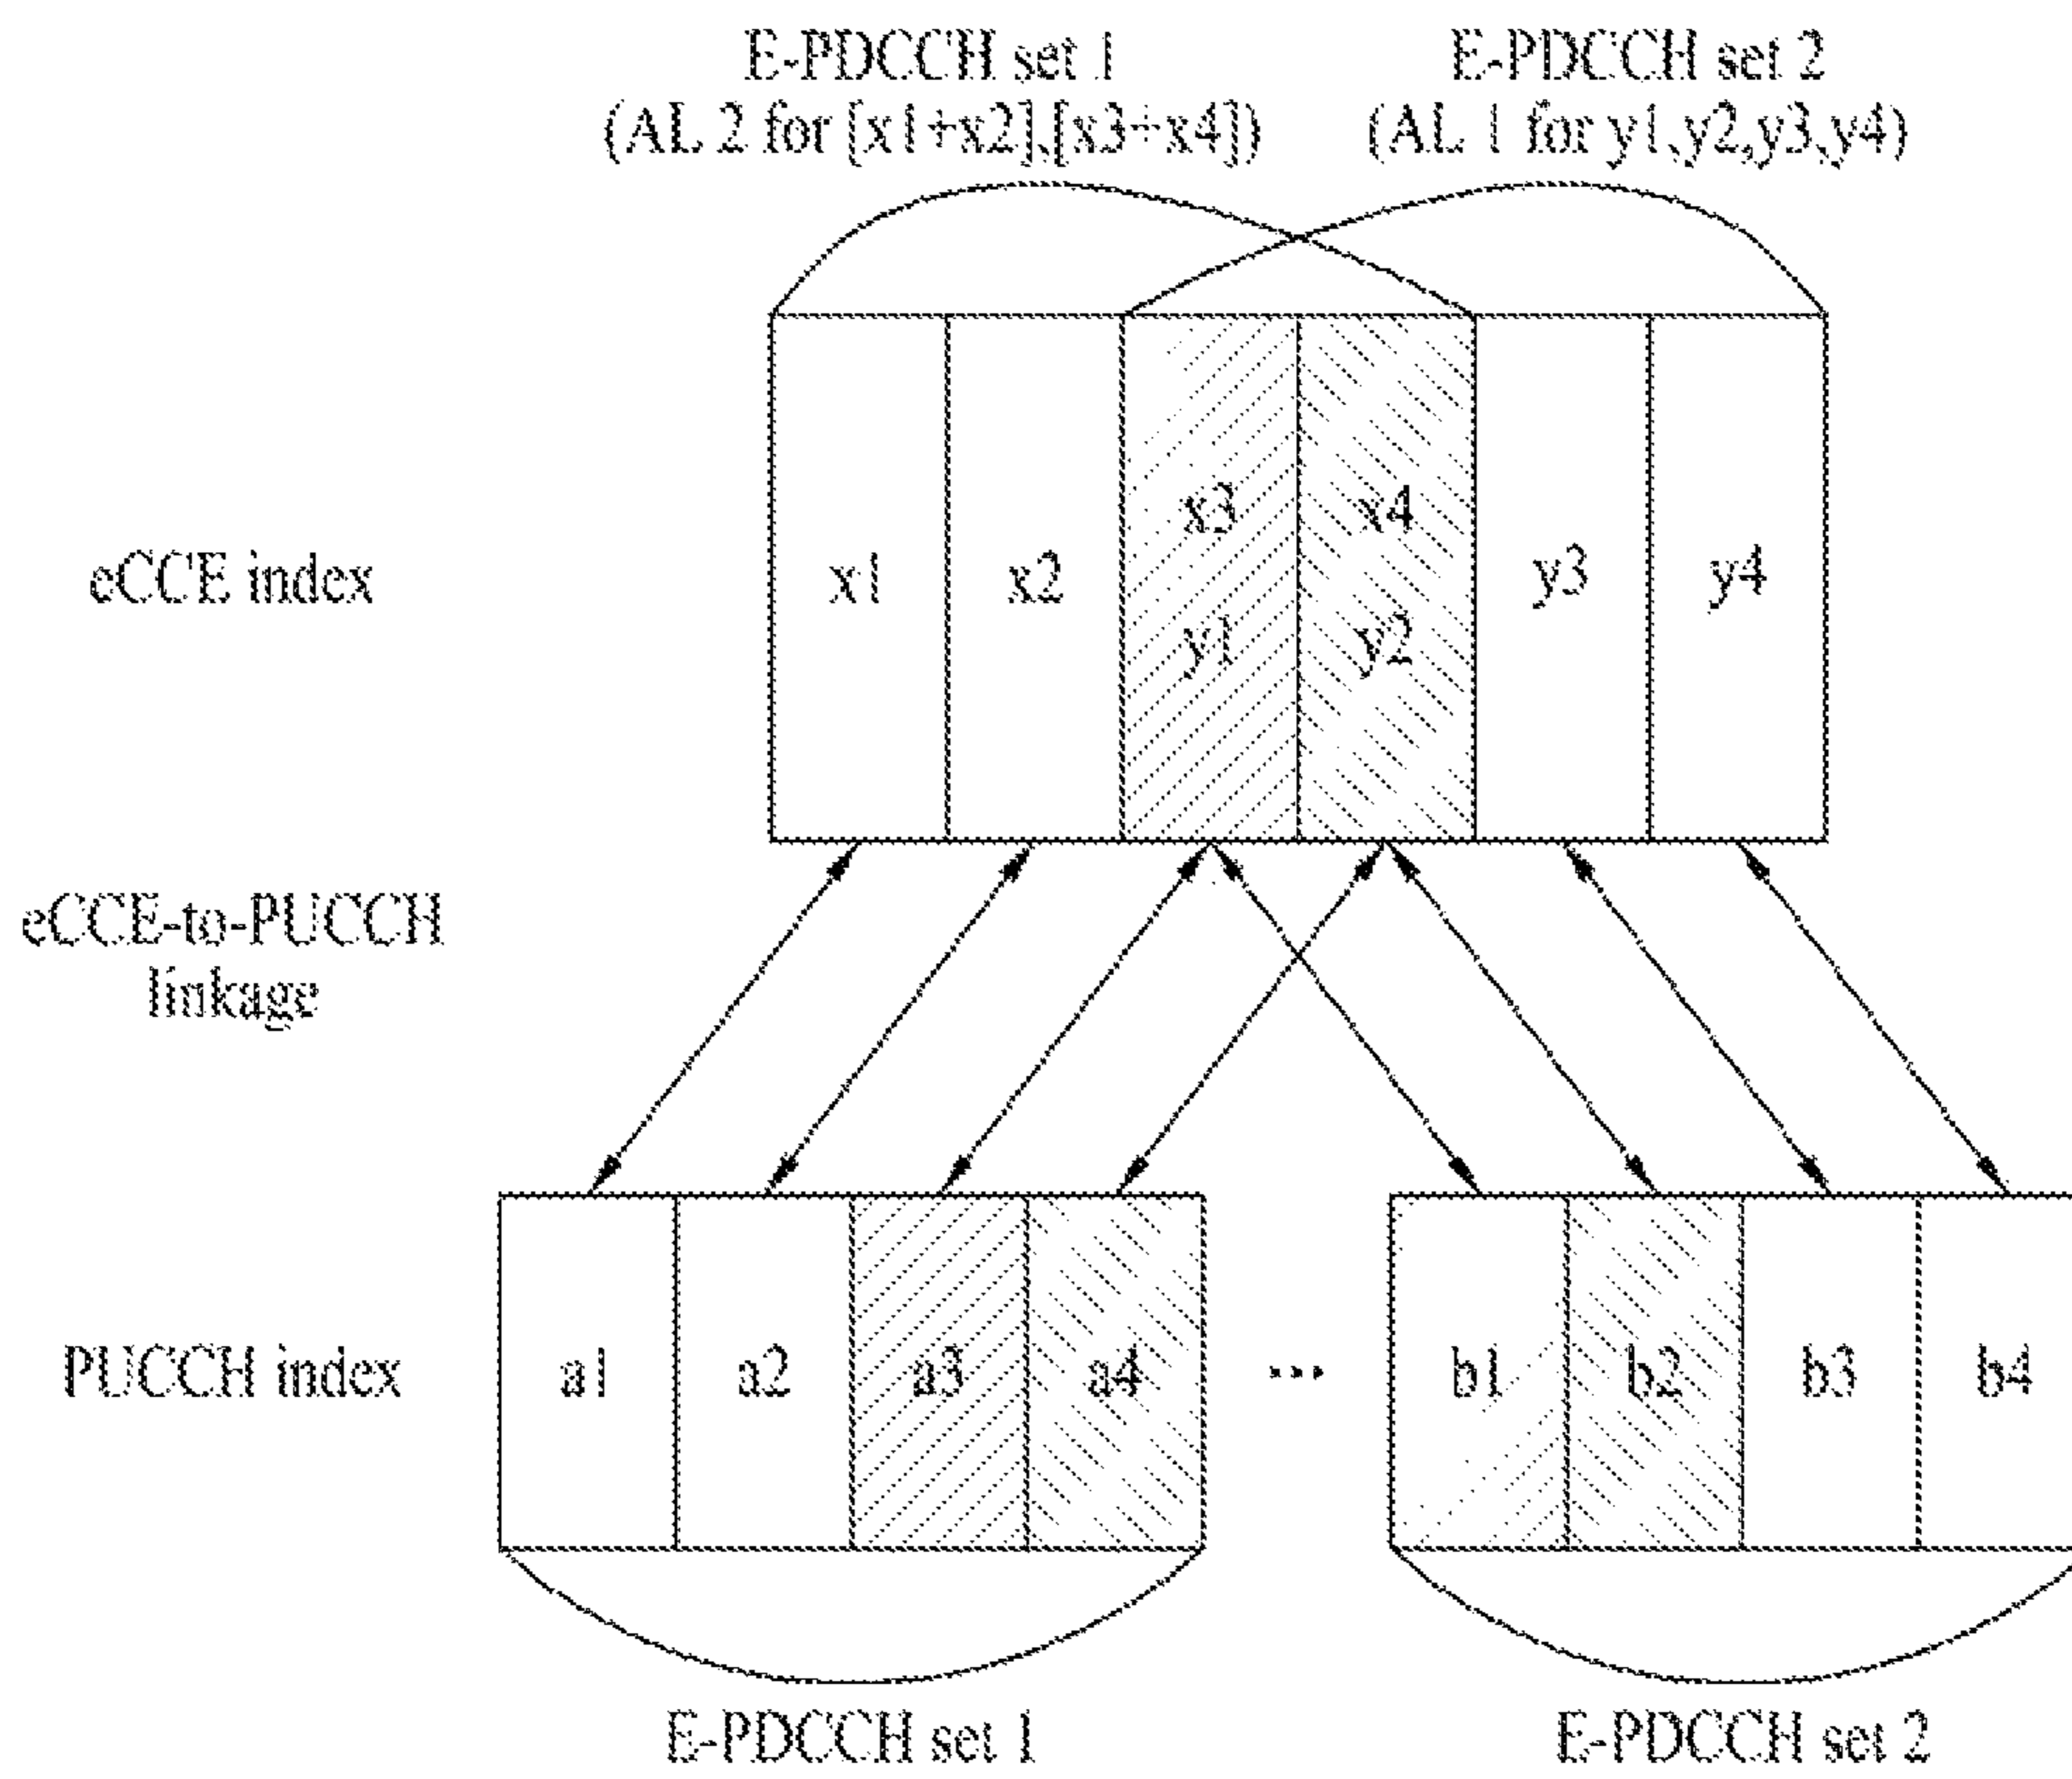 E-PDCCH set 1
(AL 2 for [x1+x2],[x3+x4])
E-PDCCH set 2
(AL 1 for y1,y2,y3,y4)
eCCE index
x1
x2
x3
y1
x4
y2
y3
y4
eCCE-to-PUCCH
linkage
PUCCH index
a1
a2
a3
a4
...
b1
b2
b3
b4
E-PDCCH set 1
E-PDCCH set 2